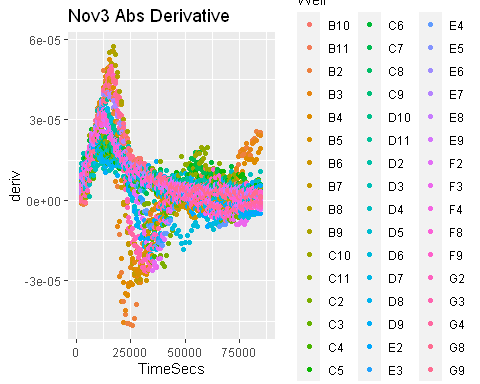 Nov3 Abs Derivative
Well
6e-05
3e-05
0e+00
-3e-05
deriv
0 25000 50000 75000
TimeSecs
B10 C6 E4
B11 C7 E5
B2 C8 E6
B3 C9 E7
B4 D10 E8
B5 D11 E9
B6 D2 F2
B7 D3 F3
B8 D4 F4
B9 D5 F8
C10 D6 F9
C11 D7 G2
C2 D8 G3
C3 D9 G4
C4 E2 G8
C5 E3 G9